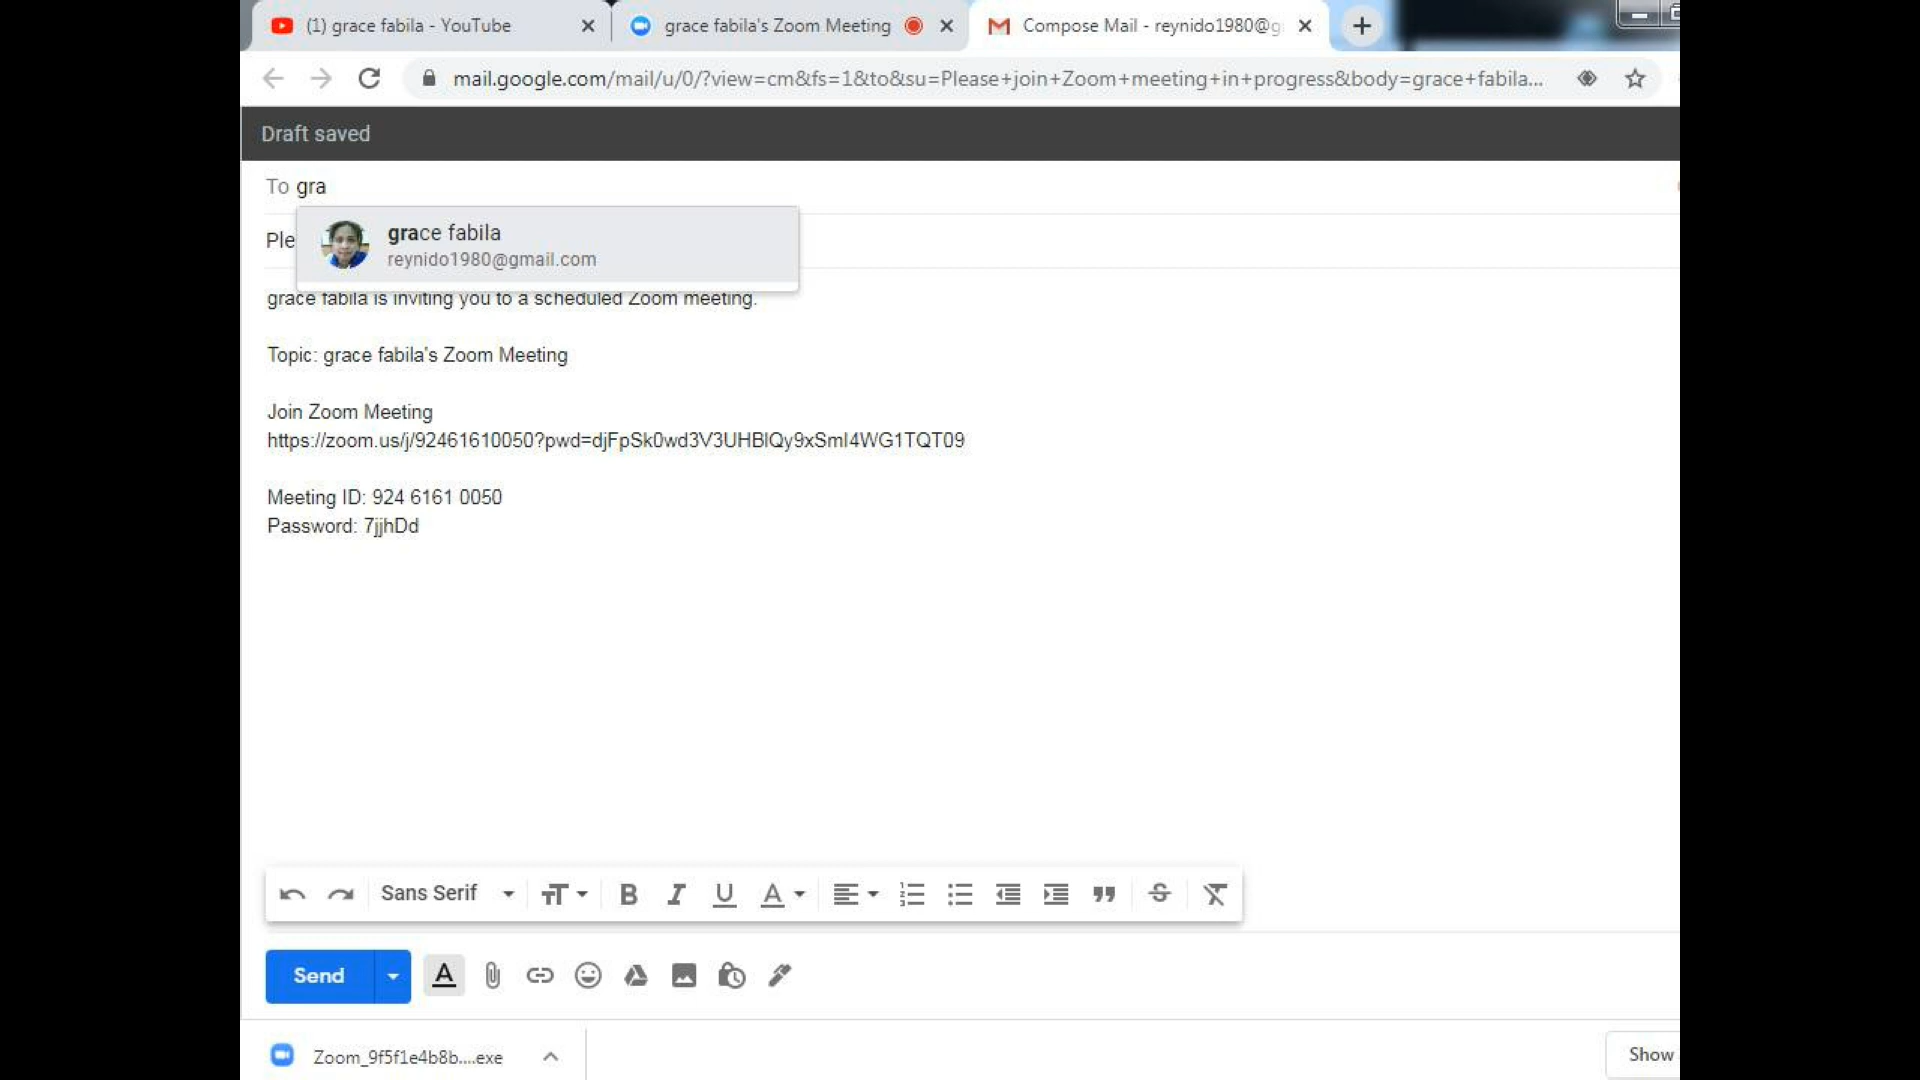 (1) grace fabila - YouTube
grace fabila's Zoom Meeting
Compose Mail - reynido1980@g
mail.google.com/mail/u/0/?view=cm&fs=1&to&su=Please+join+Zoom+meeting+in+progress&body=grace+fabila...
Draft saved
To gra
grace fabila
reynido1980@gmail.com
Ple
grace fabila is inviting you to a scheduled Zoom meeting.
Topic: grace fabila's Zoom Meeting
Join Zoom Meeting
https://zoom.us/j/92461610050?pwd=djFpSk0wd3V3UHBlQy9xSmI4WG1TQT09
Meeting ID: 924 6161 0050
Password: 7jjhDd
Sans Serif
Send
Zoom_9f5f1e4b8b....exe
Show